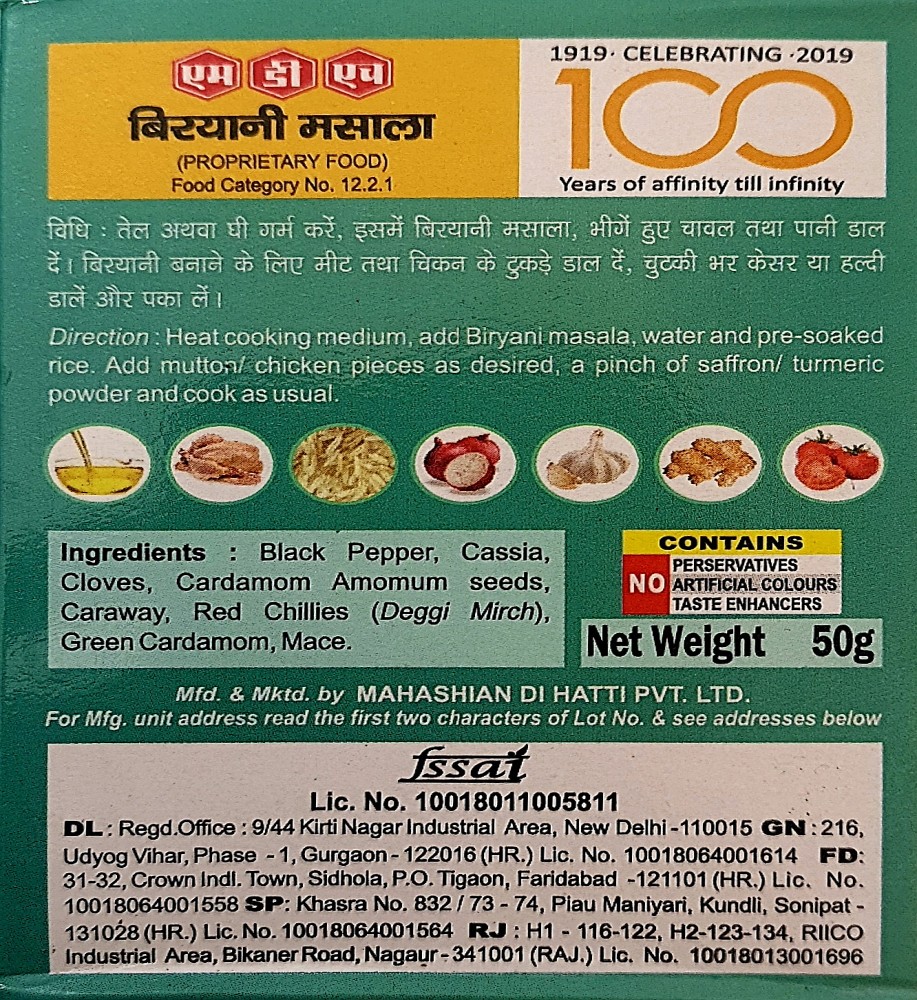 एम डी एच
बिरयानी मसाला
(PROPRIETARY FOOD)
Food Category No. 12.2.1
1919· CELEBRATING ·2019
100
Years of affinity till infinity
विधि : तेल अथवा घी गर्म करें, इसमें बिरयानी मसाला, भीगें हुए चावल तथा पानी डाल
दें। बिरयानी बनाने के लिए मीट तथा चिकन के टुकड़े डाल दें, चुटकी भर केसर या हल्दी
डालें और पका लें।
Direction : Heat cooking medium, add Biryani masala, water and pre-soaked
rice. Add mutton/ chicken pieces as desired, a pinch of saffron/ turmeric
powder and cook as usual.
Ingredients : Black Pepper, Cassia,
Cloves, Cardamom Amomum seeds,
Caraway, Red Chillies (Deggi Mirch),
Green Cardamom, Mace.
CONTAINS
NO
PERSERVATIVES
ARTIFICIAL COLOURS
TASTE ENHANCERS
Net Weight 50g
Mfd. & Mktd. by MAHASHIAN DI HATTI PVT. LTD.
For Mfg. unit address read the first two characters of Lot No. & see addresses below
fssai
Lic. No. 10018011005811
DL : Regd.Office : 9/44 Kirti Nagar Industrial Area, New Delhi -110015 GN : 216,
Udyog Vihar, Phase - 1, Gurgaon - 122016 (HR.) Lic. No. 10018064001614 FD:
31-32, Crown Indl. Town, Sidhola, P.O. Tigaon, Faridabad -121101 (HR.) Lic. No.
10018064001558 SP: Khasra No. 832 / 73 - 74, Piau Maniyari, Kundli, Sonipat -
131028 (HR.) Lic. No. 10018064001564 RJ : H1 - 116-122, H2-123-134, RIICO
Industrial Area, Bikaner Road, Nagaur - 341001 (RAJ.) Lic. No. 10018013001696